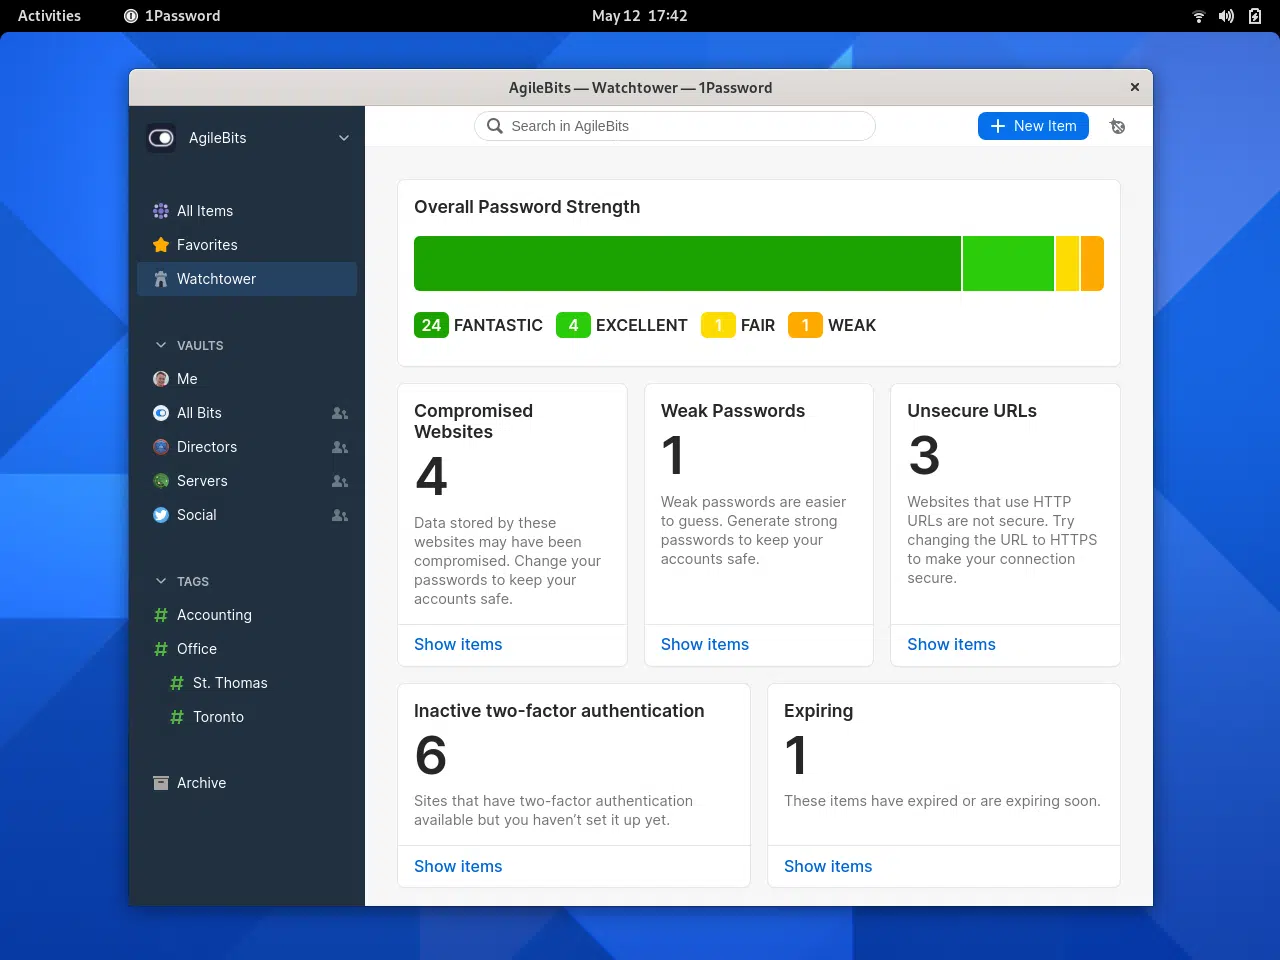 Activities
1Password
May 12 17:42
AgileBits — Watchtower — 1Password
AgileBits
Search in AgileBits
New Item
All Items
Favorites
Watchtower
VAULTS
Me
All Bits
Directors
Servers
Social
TAGS
# Accounting
# Office
# St. Thomas
# Toronto
Archive
Overall Password Strength
24 FANTASTIC 4 EXCELLENT 1 FAIR 1 WEAK
Compromised
Websites
4
Data stored by these
websites may have been
compromised. Change your
passwords to keep your
accounts safe.
Show items
Weak Passwords
1
Weak passwords are easier
to guess. Generate strong
passwords to keep your
accounts safe.
Show items
Unsecure URLs
3
Websites that use HTTP
URLs are not secure. Try
changing the URL to HTTPS
to make your connection
secure.
Show items
Inactive two-factor authentication
6
Sites that have two-factor authentication
available but you haven't set it up yet.
Show items
Expiring
1
These items have expired or are expiring soon.
Show items